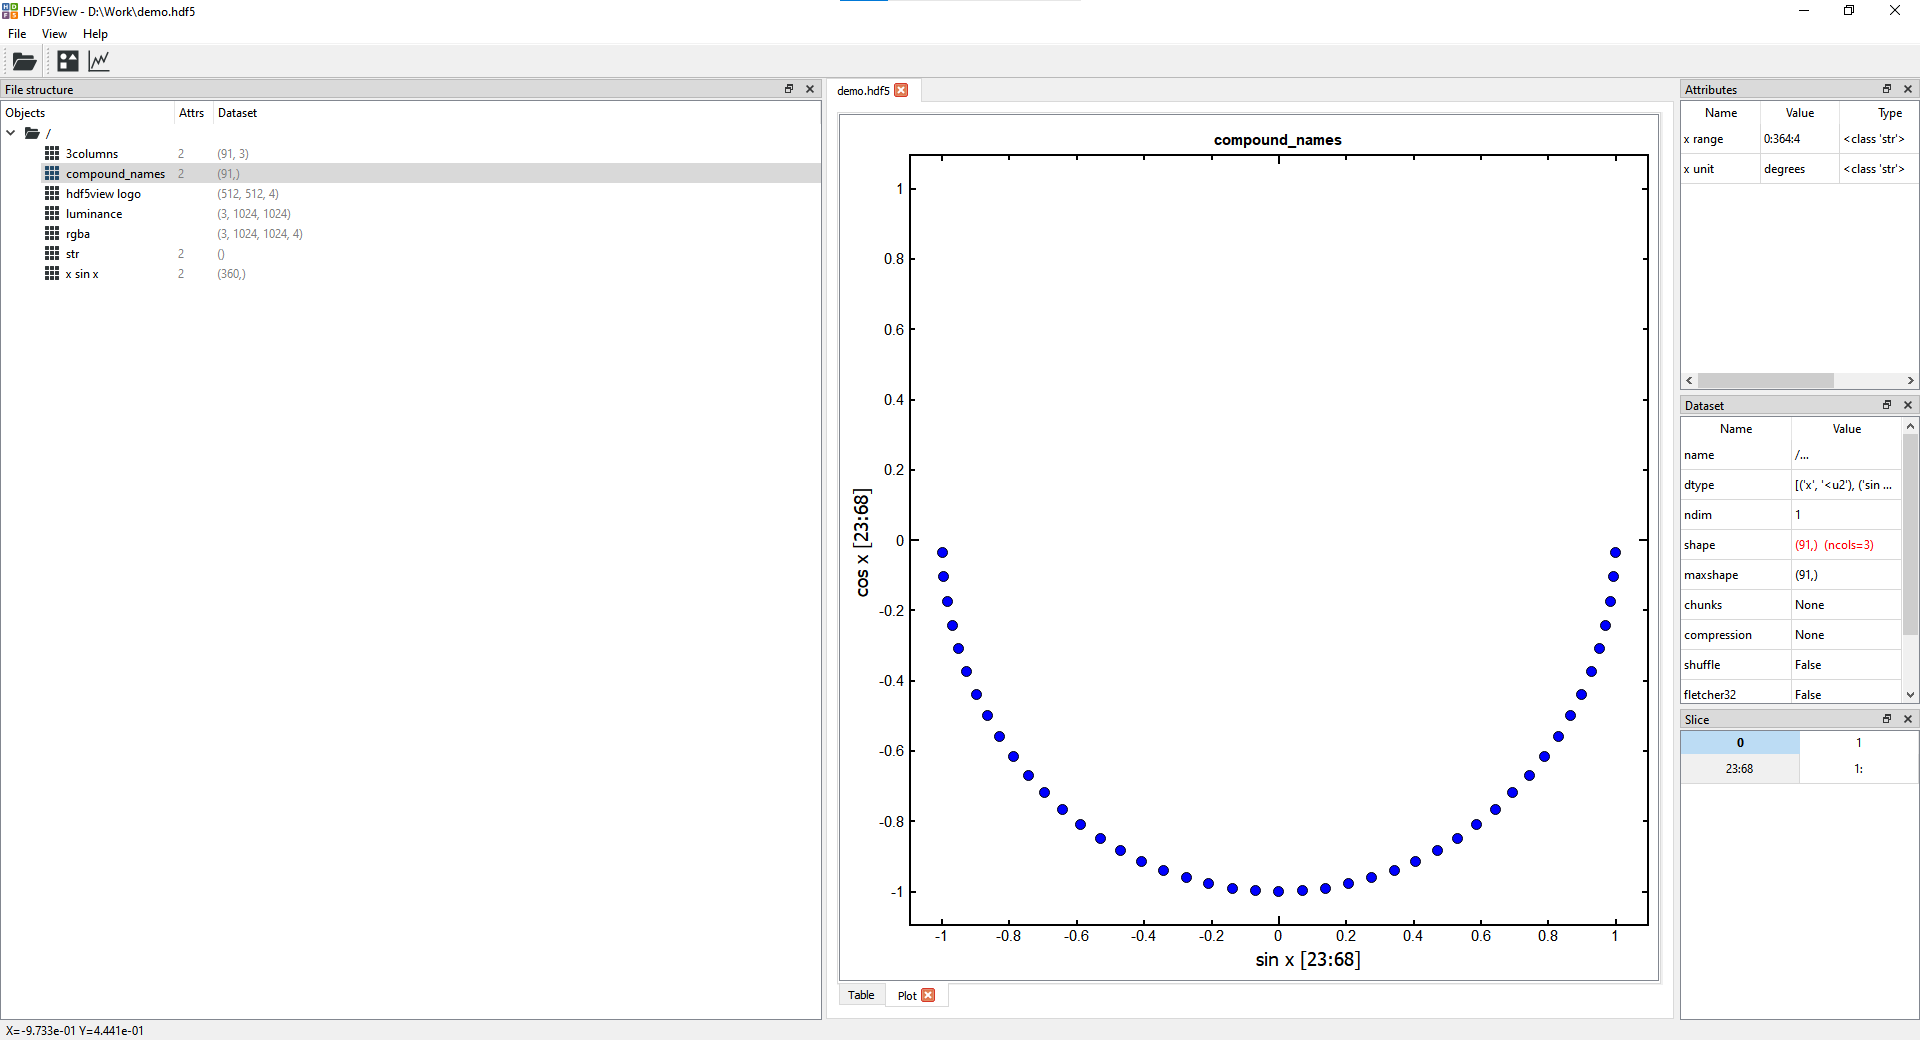 HDF5View - D:\Work\demo.hdf5
File View Help
File structure
Objects Attrs Dataset
/
3columns 2 (91, 3)
compound_names 2 (91,)
hdf5view logo (512, 512, 4)
luminance (3, 1024, 1024)
rgba (3, 1024, 1024, 4)
str 2 ()
x sin x 2 (360,)
demo.hdf5
compound_names
1
0.8
0.6
0.4
0.2
0
-0.2
-0.4
-0.6
-0.8
-1
cos x [23:68]
-1 -0.8 -0.6 -0.4 -0.2 0 0.2 0.4 0.6 0.8 1
sin x [23:68]
Table Plot
Attributes
Name Value Type
x range 0:364:4 <class 'str'>
x unit degrees <class 'str'>
Dataset
Name Value
name /...
dtype [('x', '<u2'), ('sin ...
ndim 1
shape (91,) (ncols=3)
maxshape (91,)
chunks None
compression None
shuffle False
fletcher32 False
Slice
0 1
23:68 1:
X=-9.733e-01 Y=4.441e-01